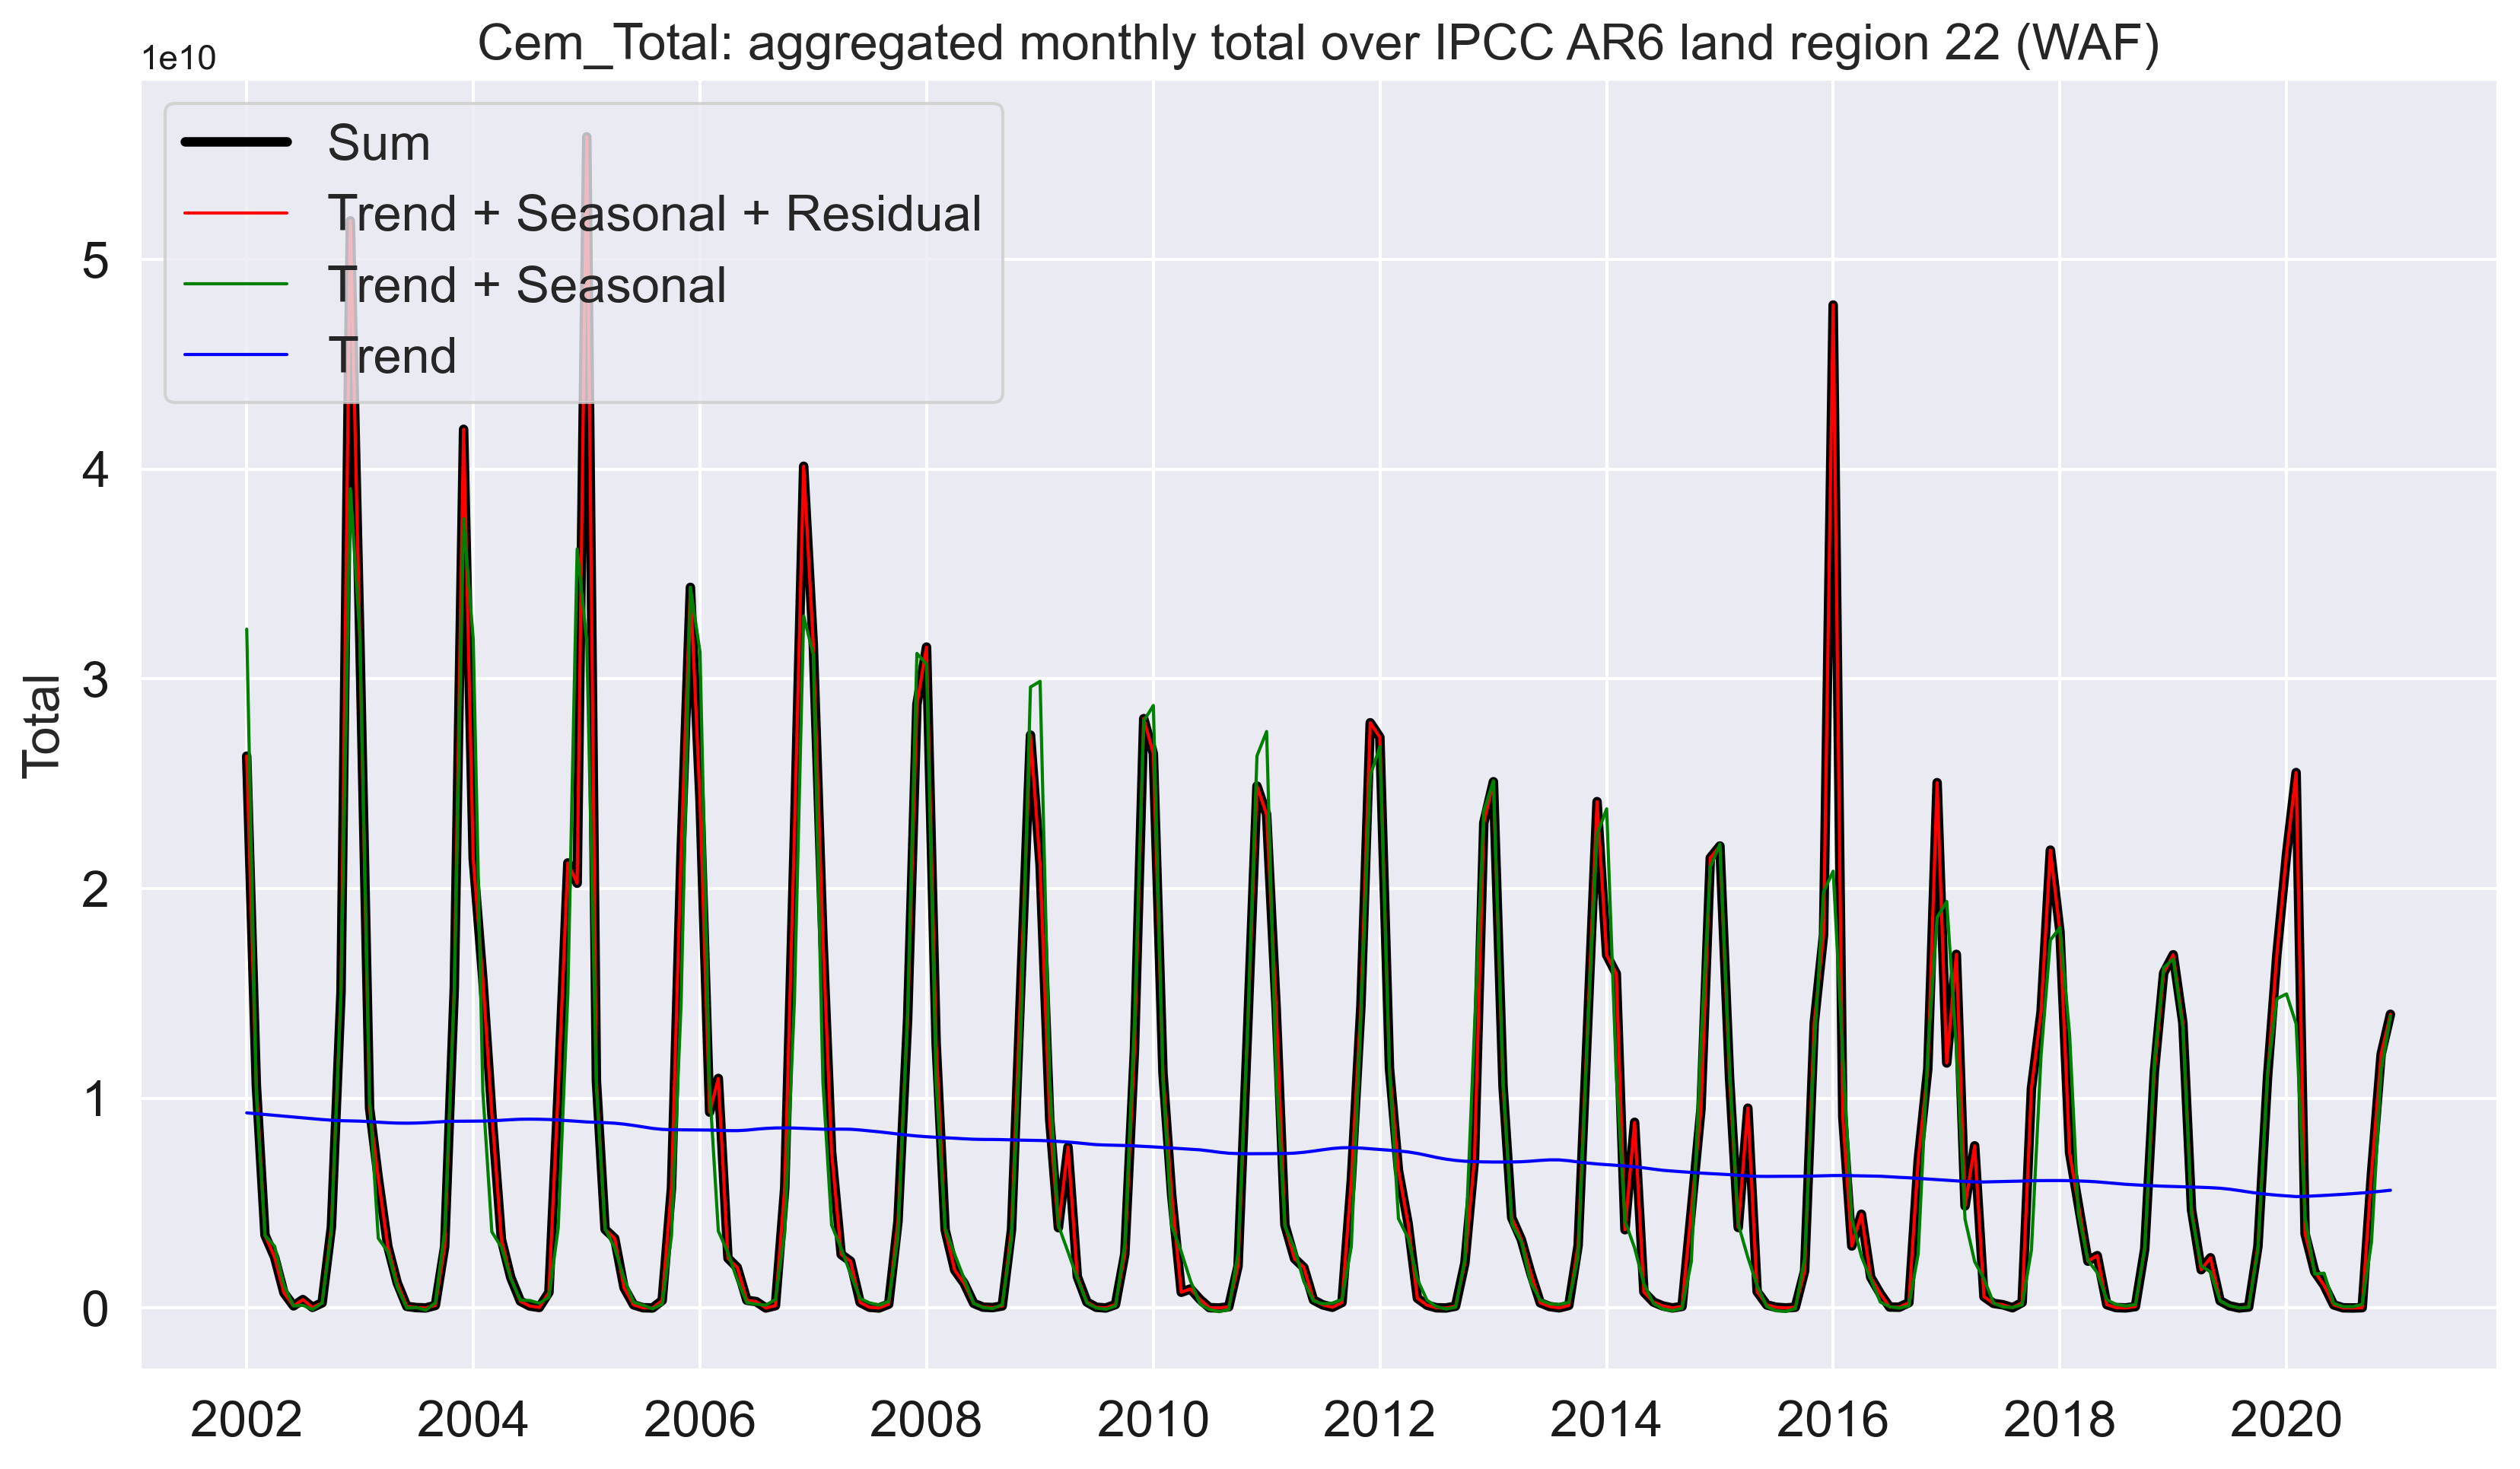 Cem_Total: aggregated monthly total over IPCC AR6 land region 22 (WAF)
1e10
Sum
Trend + Seasonal + Residual
Trend + Seasonal
Trend
5
4
3
2
1
0
Total
2002 2004 2006 2008 2010 2012 2014 2016 2018 2020